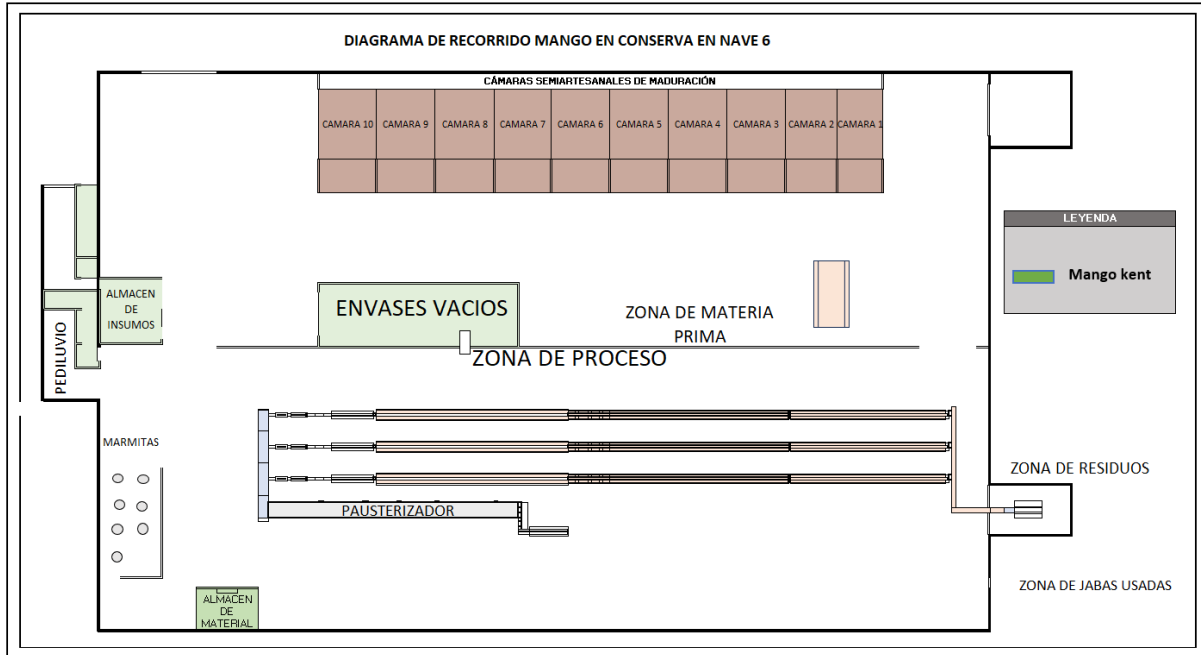 DIAGRAMA DE RECORRIDO MANGO EN CONSERVA EN NAVE 6
CÁMARAS SEMIARTESANALES DE MADURACIÓN
CAMARA 10
CAMARA 9
CAMARA 8
CAMARA 7
CAMARA 6
CAMARA 5
CAMARA 4
CAMARA 3
CAMARA 2
CAMARA 1
LEYENDA
Mango kent
ALMACEN
DE
INSUMOS
ENVASES VACIOS
ZONA DE MATERIA
PRIMA
ZONA DE PROCESO
PEDILUVIO
MARMITAS
ZONA DE RESIDUOS
PAUSTERIZADOR
ZONA DE JABAS USADAS
ALMACEN
DE
MATERIAL